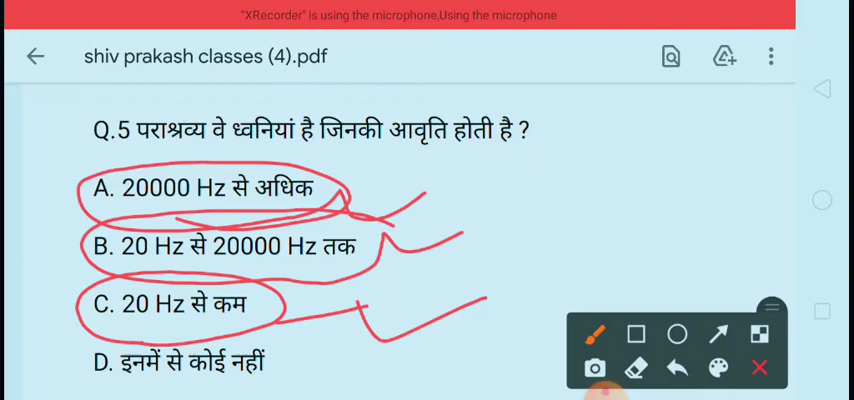 "XRecorder" is using the microphone,Using the microphone
shiv prakash classes (4).pdf
Q.5 पराश्रव्य वे ध्वनियां है जिनकी आवृति होती है ?
A. 20000 Hz से अधिक
B. 20 Hz से 20000 Hz तक
C. 20 Hz से कम
D. इनमें से कोई नहीं